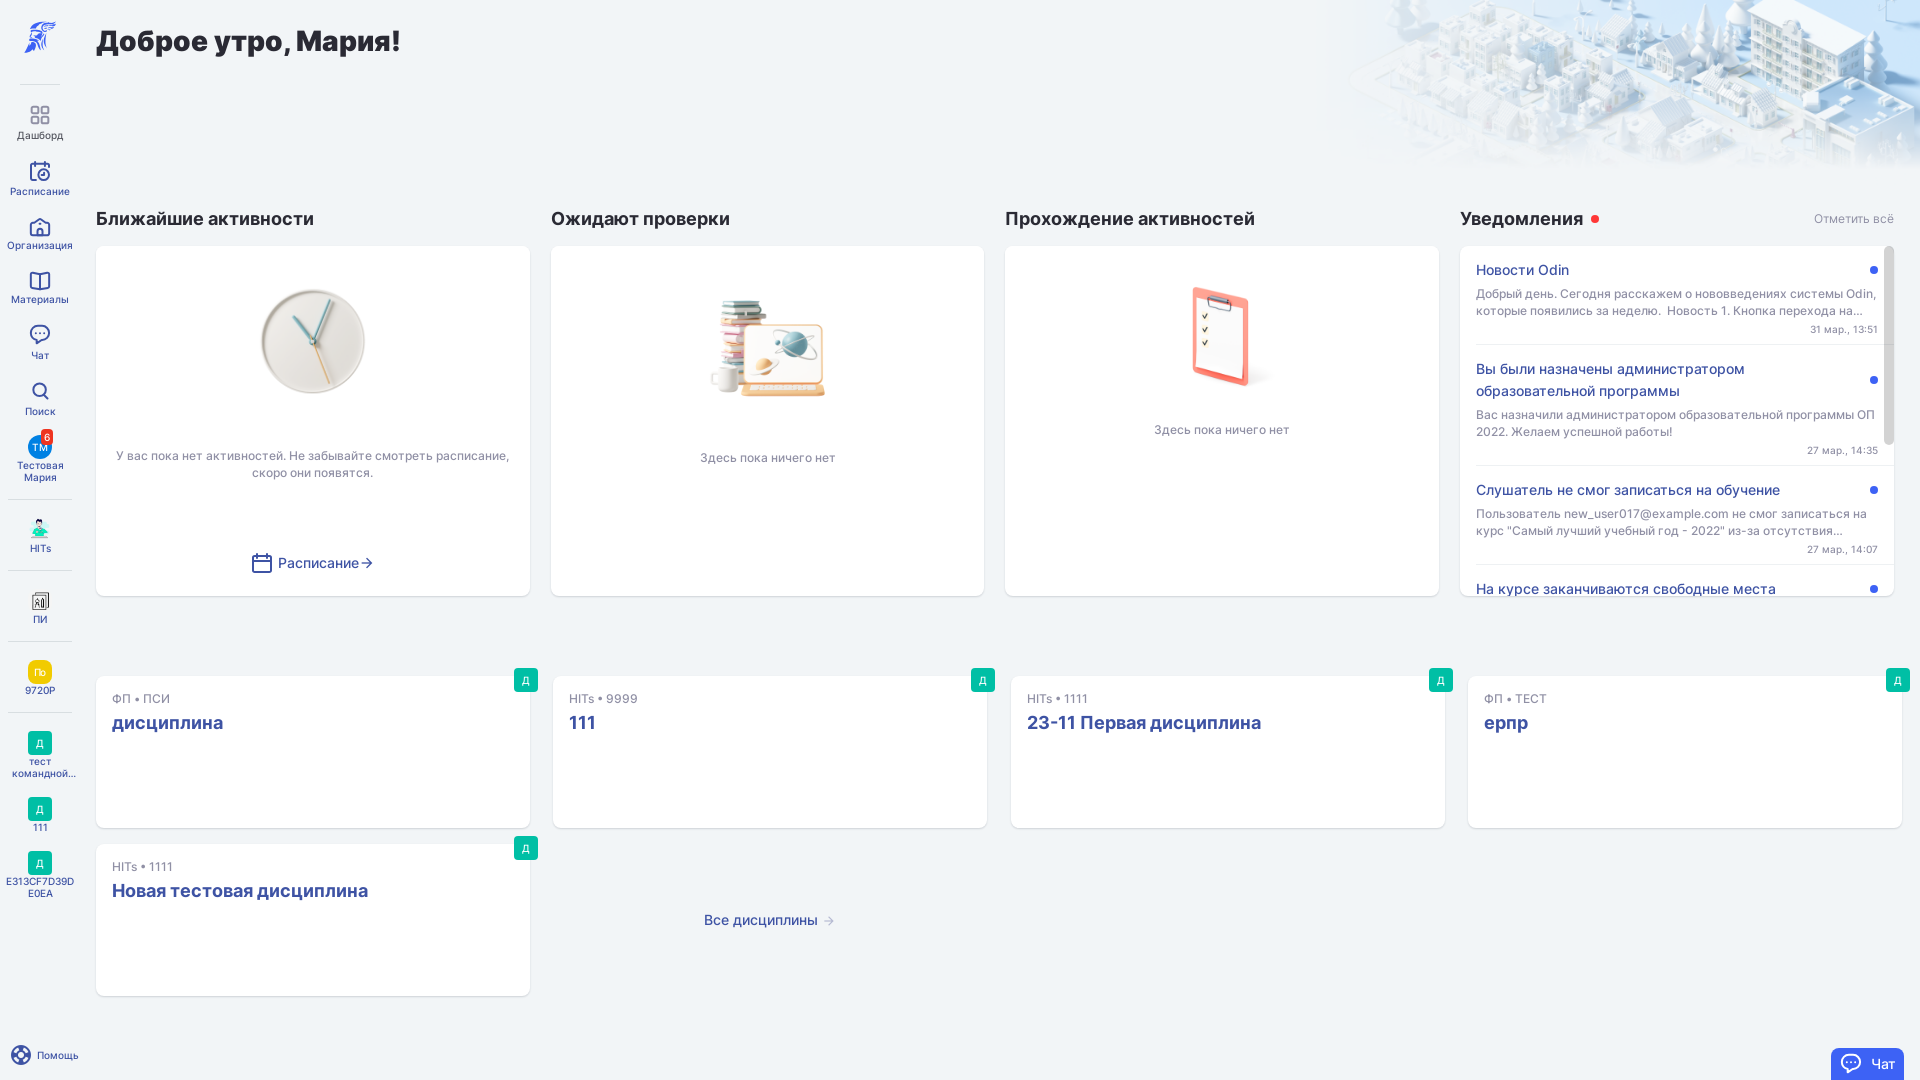 Доброе утро, Мария!
Дашборд
Расписание
Организация
Материалы
Чат
Поиск
6
ТМ
Тестовая
Мария
HITs
ПИ
По
9720Р
Д
тест
командной...
Д
111
Д
E313CF7D39D
E0EA
Помощь
Ближайшие активности
У вас пока нет активностей. Не забывайте смотреть расписание,
скоро они появятся.
Расписание
Ожидают проверки
Здесь пока ничего нет
Прохождение активностей
Здесь пока ничего нет
Уведомления
Отметить всё
Новости Odin
Добрый день. Сегодня расскажем о нововведениях системы Odin,
которые появились за неделю. Новость 1. Кнопка перехода на...
31 мар., 13:51
Вы были назначены администратором
образовательной программы
Вас назначили администратором образовательной программы ОП
2022. Желаем успешной работы!
27 мар., 14:35
Слушатель не смог записаться на обучение
Пользователь new_user017@example.com не смог записаться на
курс "Самый лучший учебный год - 2022" из-за отсутствия...
27 мар., 14:07
На курсе заканчиваются свободные места
Д
ФП • ПСИ
дисциплина
Д
HITs • 9999
111
Д
HITs • 1111
23-11 Первая дисциплина
Д
ФП • ТЕСТ
ерпр
Д
HITs • 1111
Новая тестовая дисциплина
Все дисциплины
Чат